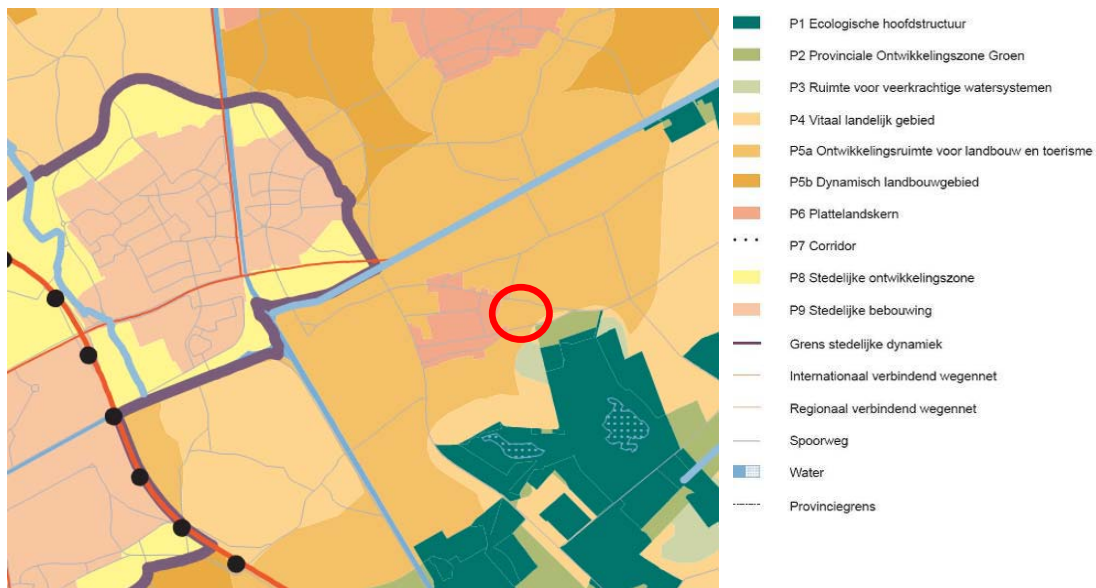 P1 Ecologische hoofdstructuur
P2 Provinciale Ontwikkelingszone Groen
P3 Ruimte voor veerkrachtige watersystemen
P4 Vitaal landelijk gebied
P5a Ontwikkelingsruimte voor landbouw en toerisme
P5b Dynamisch landbouwgebied
P6 Plattelandskern
P7 Corridor
P8 Stedelijke ontwikkelingszone
P9 Stedelijke bebouwing
Grens stedelijke dynamiek
Internationaal verbindend wegennet
Regionaal verbindend wegennet
Spoorweg
Water
Provinciegrens